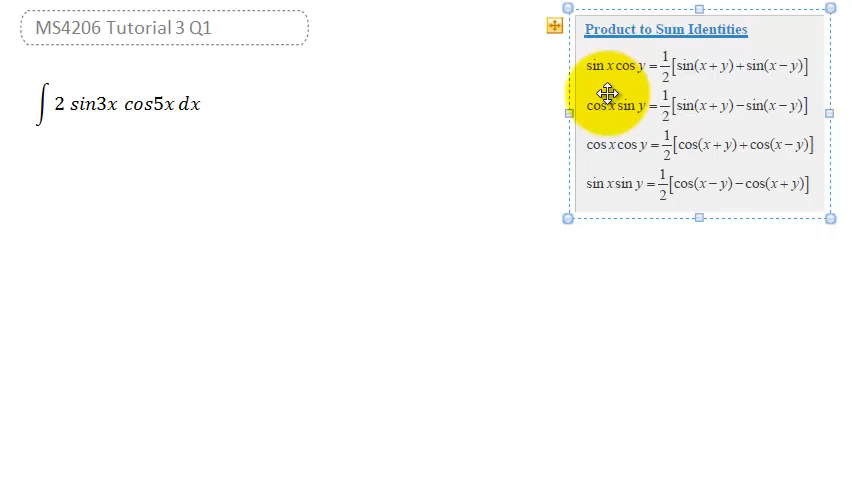 MS4206 Tutorial 3 Q1
∫ 2 sin3x cos5x dx
Product to Sum Identities
sin x cos y = 1/2 [sin(x + y) + sin(x − y)]
cos x sin y = 1/2 [sin(x + y) − sin(x − y)]
cos x cos y = 1/2 [cos(x + y) + cos(x − y)]
sin x sin y = 1/2 [cos(x − y) − cos(x + y)]